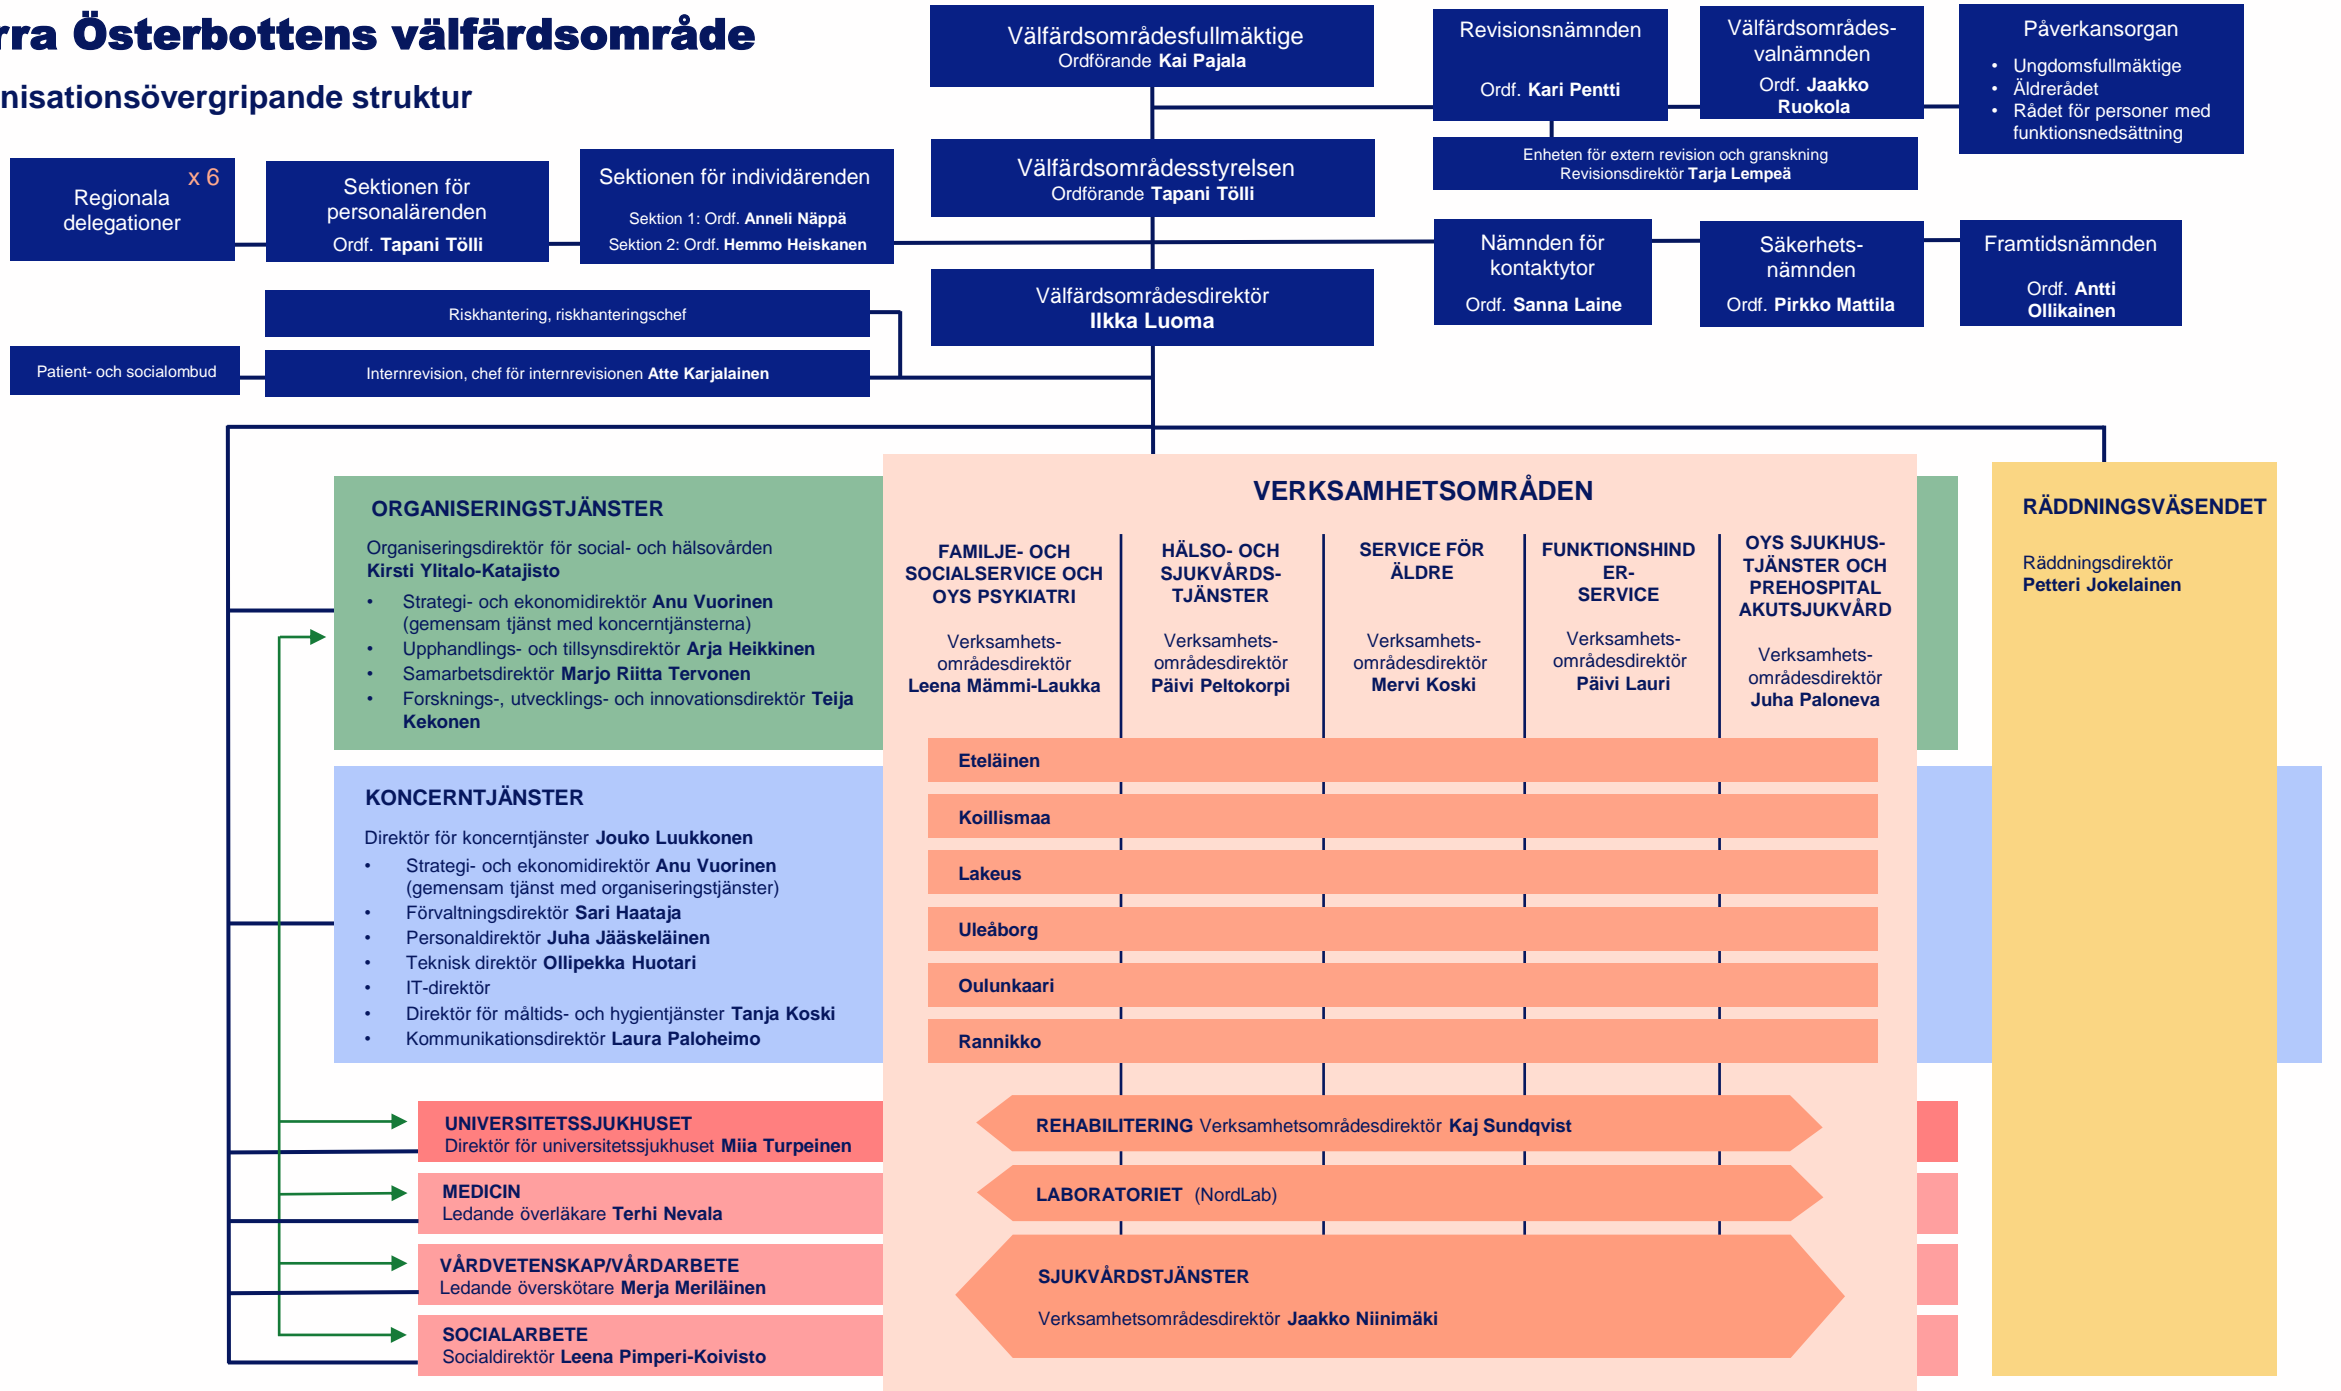 rra Österbottens välfärdsområde
nisationsövergripande struktur
Välfärdsområdesfullmäktige
Ordförande Kai Pajala
Revisionsnämnden
Ordf. Kari Pentti
Välfärdsområdes-
valnämnden
Ordf. Jaakko
Ruokola
Påverkansorgan
• Ungdomsfullmäktige
• Äldrerådet
• Rådet för personer med
funktionsnedsättning
Enheten för extern revision och granskning
Revisionsdirektör Tarja Lempeä
Regionala
delegationer
x 6
Sektionen för
personalärenden
Ordf. Tapani Tölli
Sektionen för individärenden
Sektion 1: Ordf. Anneli Näppä
Sektion 2: Ordf. Hemmo Heiskanen
Välfärdsområdesstyrelsen
Ordförande Tapani Tölli
Nämnden för
kontaktytor
Ordf. Sanna Laine
Säkerhets-
nämnden
Ordf. Pirkko Mattila
Framtidsnämnden
Ordf. Antti
Ollikainen
Välfärdsområdesdirektör
Ilkka Luoma
Riskhantering, riskhanteringschef
Patient- och socialombud
Internrevision, chef för internrevisionen Atte Karjalainen
ORGANISERINGSTJÄNSTER
Organiseringsdirektör för social- och hälsovården
Kirsti Ylitalo-Katajisto
• Strategi- och ekonomidirektör Anu Vuorinen
(gemensam tjänst med koncerntjänsterna)
• Upphandlings- och tillsynsdirektör Arja Heikkinen
• Samarbetsdirektör Marjo Riitta Tervonen
• Forsknings-, utvecklings- och innovationsdirektör Teija
Kekonen
KONCERNTJÄNSTER
Direktör för koncerntjänster Jouko Luukkonen
• Strategi- och ekonomidirektör Anu Vuorinen
(gemensam tjänst med organiseringstjänster)
• Förvaltningsdirektör Sari Haataja
• Personaldirektör Juha Jääskeläinen
• Teknisk direktör Ollipekka Huotari
• IT-direktör
• Direktör för måltids- och hygientjänster Tanja Koski
• Kommunikationsdirektör Laura Paloheimo
UNIVERSITETSSJUKHUSET
Direktör för universitetssjukhuset Miia Turpeinen
MEDICIN
Ledande överläkare Terhi Nevala
VÅRDVETENSKAP/VÅRDARBETE
Ledande överskötare Merja Meriläinen
SOCIALARBETE
Socialdirektör Leena Pimperi-Koivisto
VERKSAMHETSOMRÅDEN
FAMILJE- OCH
SOCIALSERVICE OCH
OYS PSYKIATRI
Verksamhets-
områdesdirektör
Leena Mämmi-Laukka
HÄLSO- OCH
SJUKVÅRDS-
TJÄNSTER
Verksamhets-
områdesdirektör
Päivi Peltokorpi
SERVICE FÖR
ÄLDRE
Verksamhets-
områdesdirektör
Mervi Koski
FUNKTIONSHIND
ER-
SERVICE
Verksamhets-
områdesdirektör
Päivi Lauri
OYS SJUKHUS-
TJÄNSTER OCH
PREHOSPITAL
AKUTSJUKVÅRD
Verksamhets-
områdesdirektör
Juha Paloneva
Eteläinen
Koillismaa
Lakeus
Uleåborg
Oulunkaari
Rannikko
REHABILITERING Verksamhetsområdesdirektör Kaj Sundqvist
LABORATORIET (NordLab)
SJUKVÅRDSTJÄNSTER
Verksamhetsområdesdirektör Jaakko Niinimäki
RÄDDNINGSVÄSENDET
Räddningsdirektör
Petteri Jokelainen